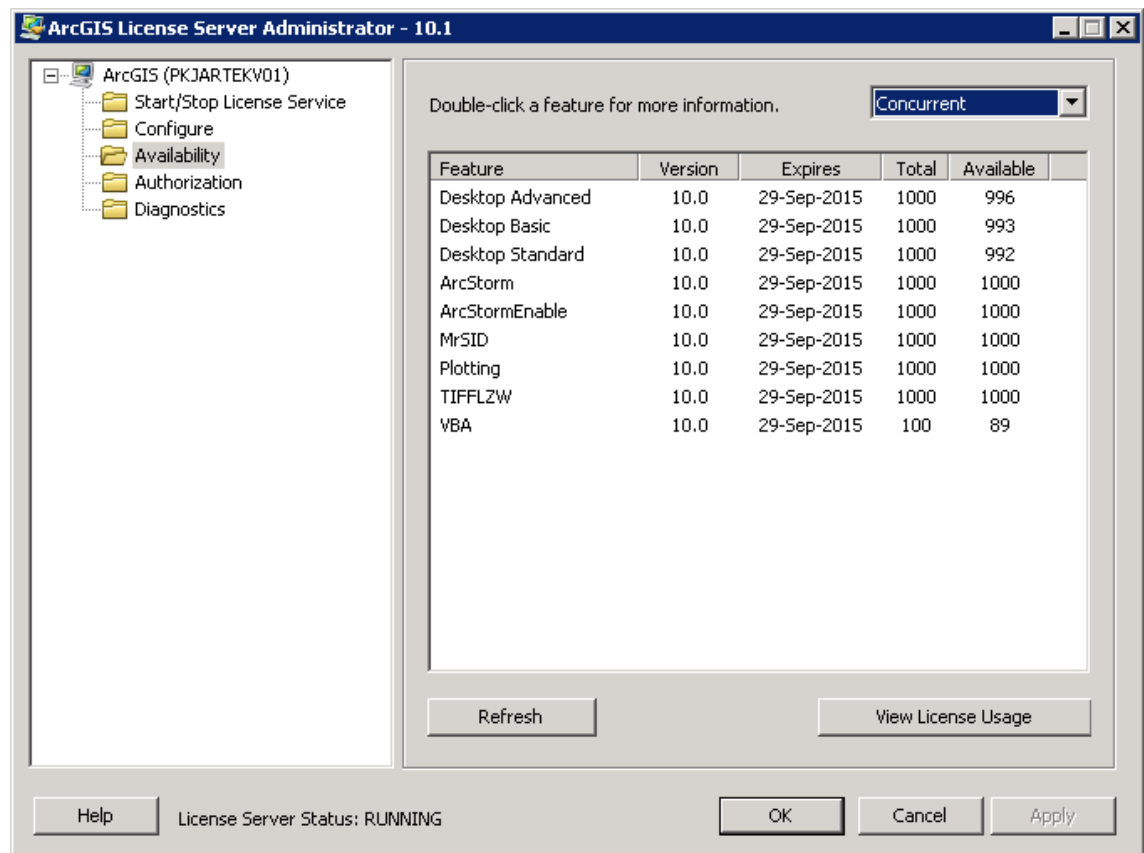 ArcGIS License Server Administrator - 10.1
ArcGIS (PKJARTEKV01)
Start/Stop License Service
Configure
Availability
Authorization
Diagnostics
Double-click a feature for more information.
Concurrent
Feature Version Expires Total Available
Desktop Advanced 10.0 29-Sep-2015 1000 996
Desktop Basic 10.0 29-Sep-2015 1000 993
Desktop Standard 10.0 29-Sep-2015 1000 992
ArcStorm 10.0 29-Sep-2015 1000 1000
ArcStormEnable 10.0 29-Sep-2015 1000 1000
MrSID 10.0 29-Sep-2015 1000 1000
Plotting 10.0 29-Sep-2015 1000 1000
TIFFLZW 10.0 29-Sep-2015 1000 1000
VBA 10.0 29-Sep-2015 100 89
Refresh
View License Usage
Help
License Server Status: RUNNING
OK
Cancel
Apply